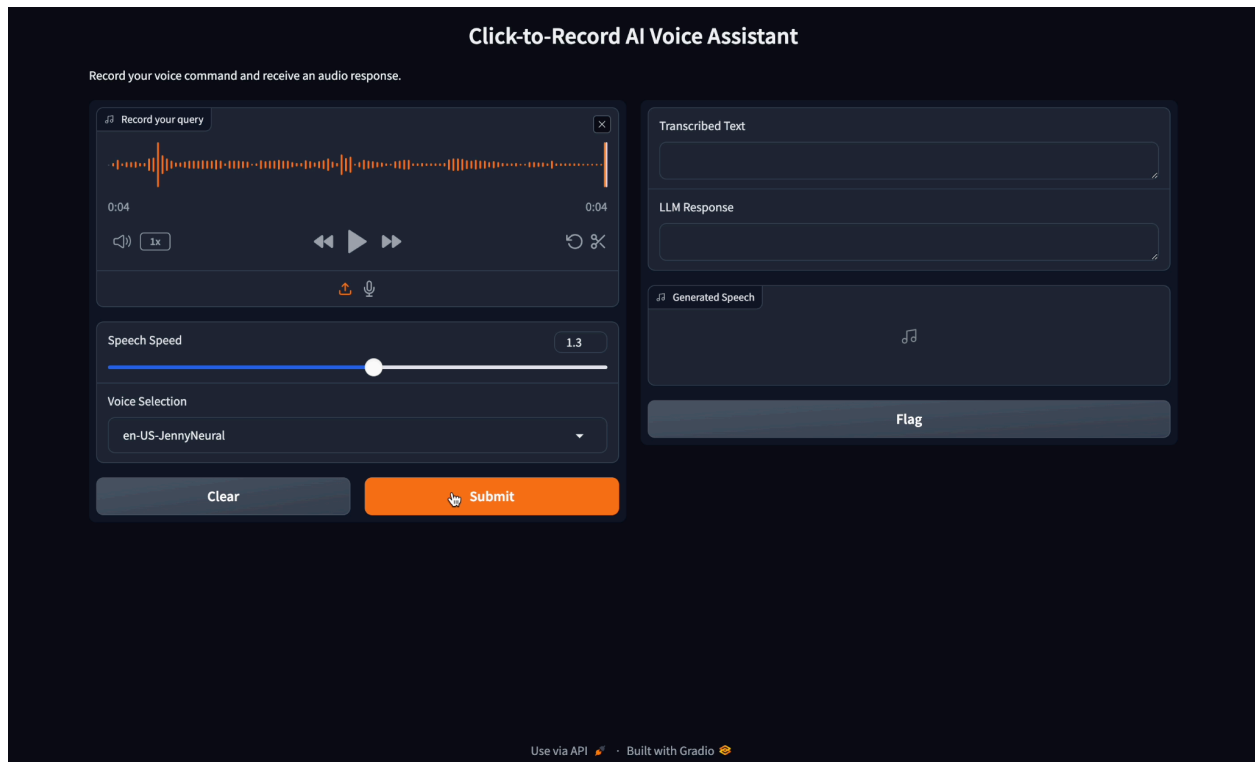 Click-to-Record AI Voice Assistant
Record your voice command and receive an audio response.
Record your query
0:04
0:04
1x
Speech Speed
1.3
Voice Selection
en-US-JennyNeural
Clear
Submit
Transcribed Text
LLM Response
Generated Speech
Flag
Use via API · Built with Gradio